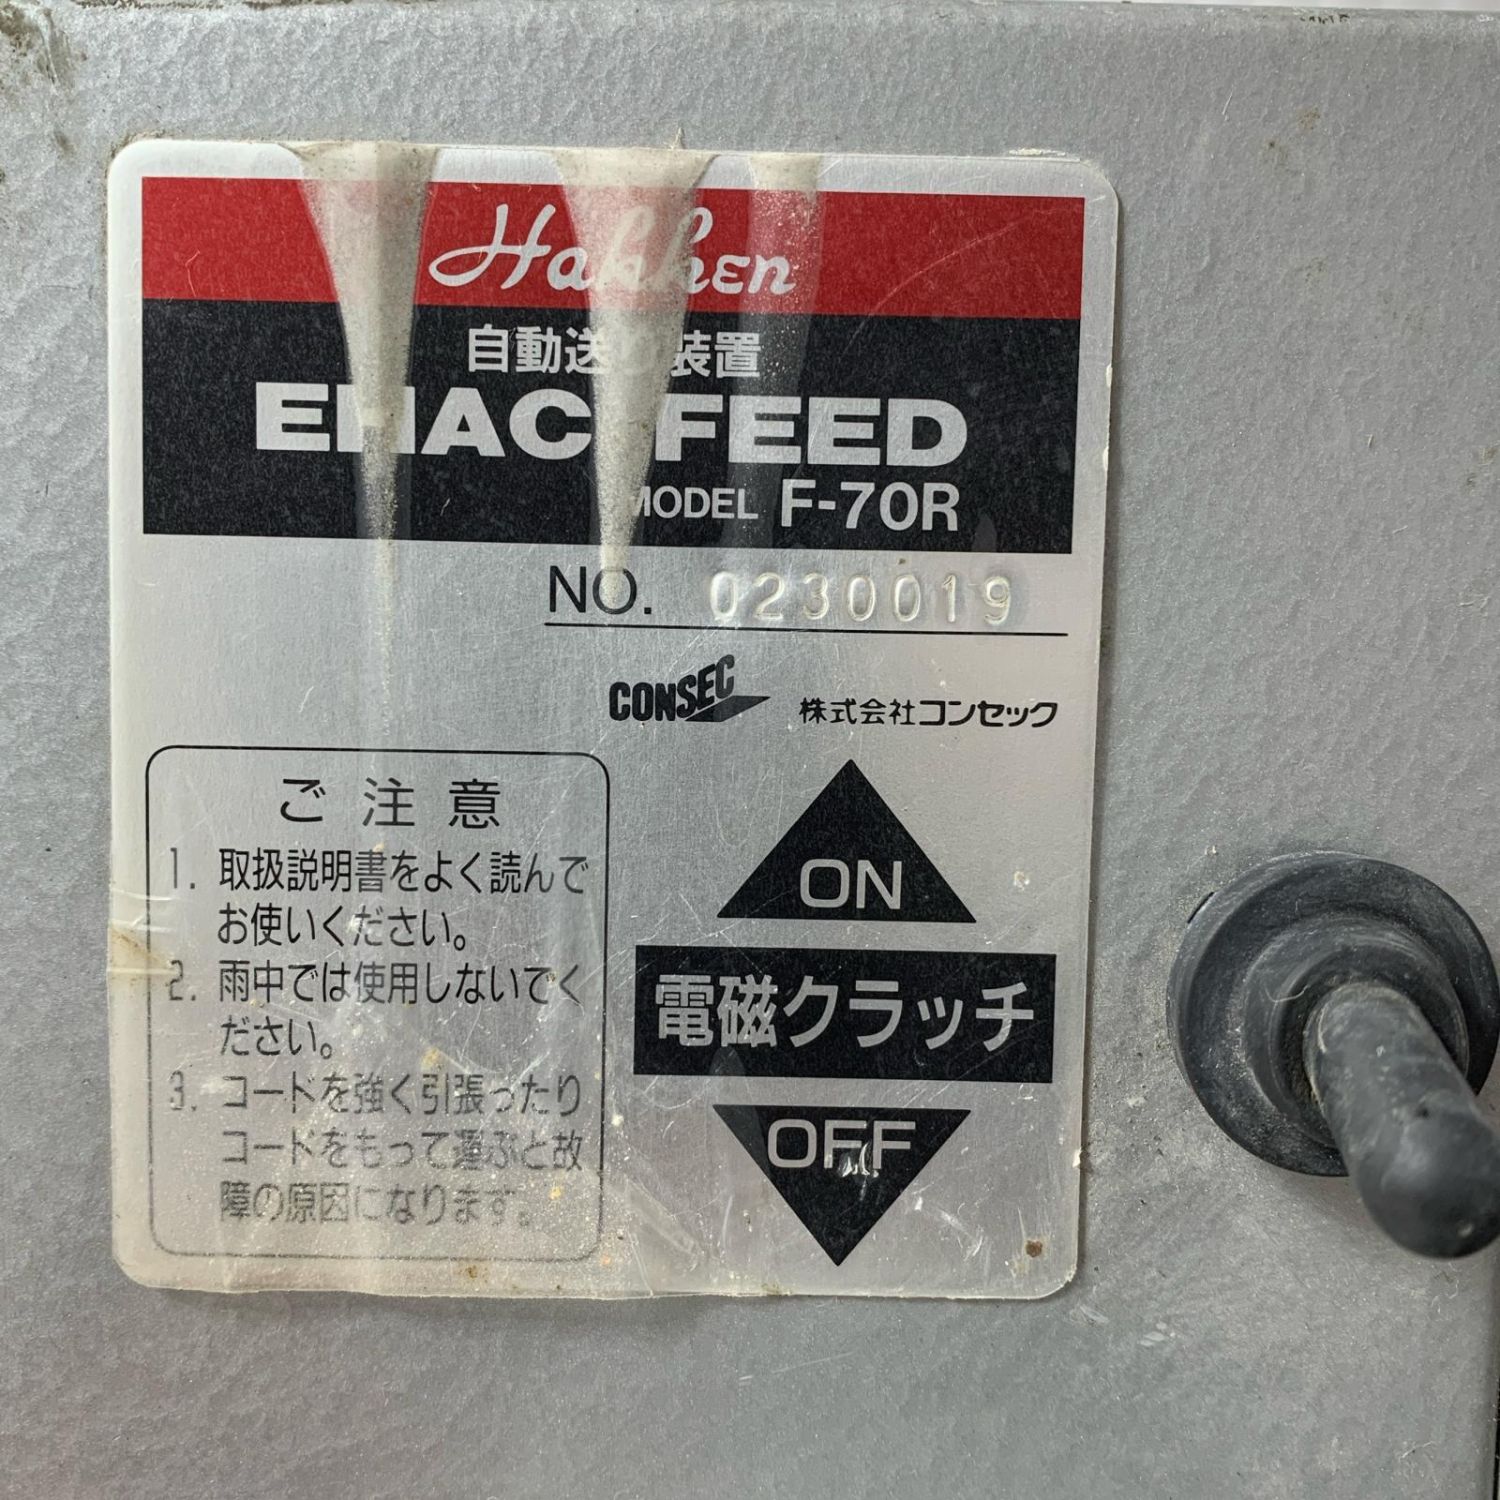 Hakken
自動送り装置
FEED
MODEL F-70R
NO. 0230019
CONSEC 株式会社コンセック
ご注意
1. 取扱説明書をよく読んで
お使いください。
2. 雨中では使用しないでく
ださい。
3. コードを強く引張ったり
コードをもって運ぶと故
障の原因になります。
ON
電磁クラッチ
OFF